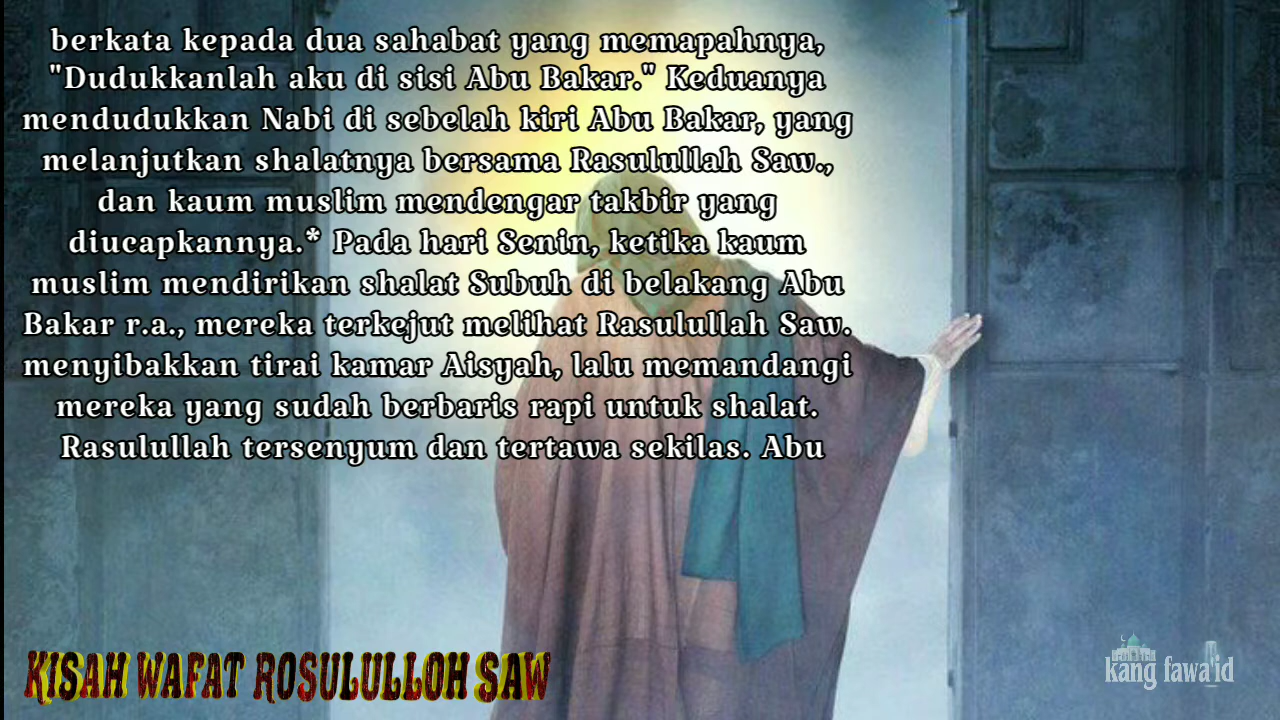 berkata kepada dua sahabat yang memapahnya,
"Dudukkanlah aku di sisi Abu Bakar." Keduanya
mendudukkan Nabi di sebelah kiri Abu Bakar, yang
melanjutkan shalatnya bersama Rasulullah Saw.,
dan kaum muslim mendengar takbir yang
diucapkannya.* Pada hari Senin, ketika kaum
muslim mendirikan shalat Subuh di belakang Abu
Bakar r.a., mereka terkejut melihat Rasulullah Saw.
menyibakkan tirai kamar Aisyah, lalu memandangi
mereka yang sudah berbaris rapi untuk shalat.
Rasulullah tersenyum dan tertawa sekilas. Abu
KISAH WAFAT ROSULULLOH SAW
kang fawa'id